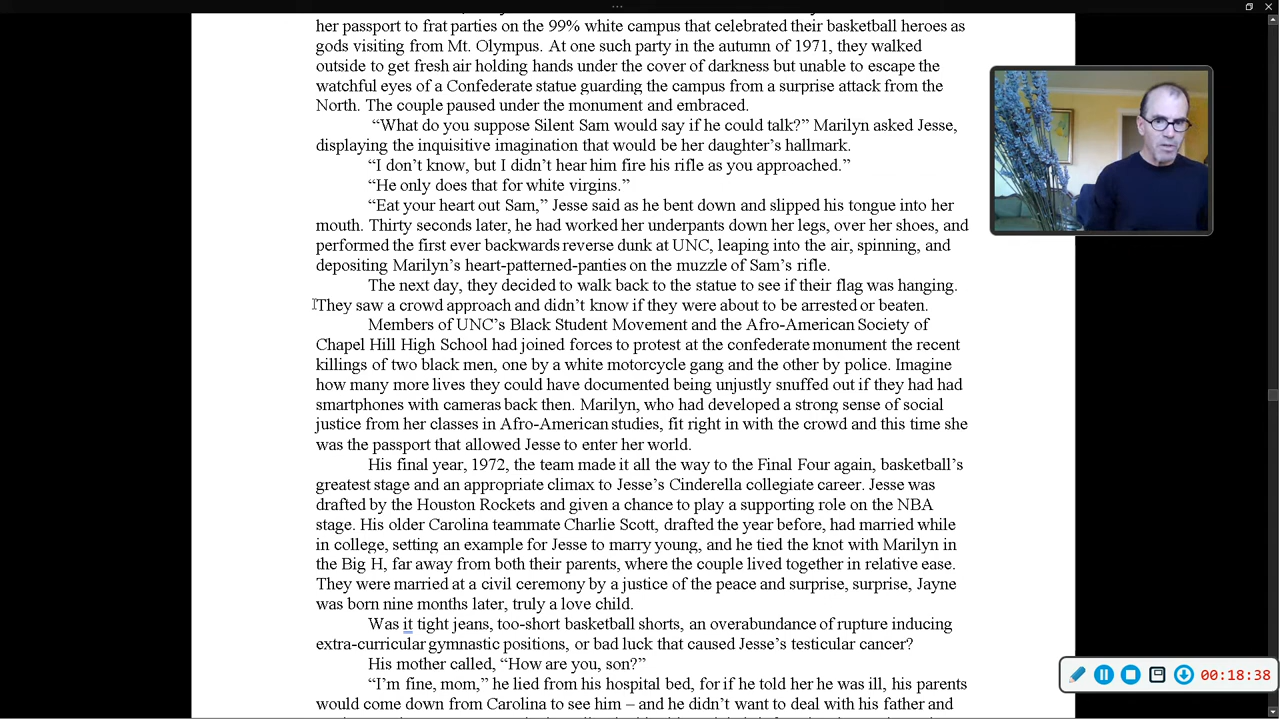 her passport to frat parties on the 99% white campus that celebrated their basketball heroes as
gods visiting from Mt. Olympus. At one such party in the autumn of 1971, they walked
outside to get fresh air holding hands under the cover of darkness but unable to escape the
watchful eyes of a Confederate statue guarding the campus from a surprise attack from the
North. The couple paused under the monument and embraced.
“What do you suppose Silent Sam would say if he could talk?” Marilyn asked Jesse,
displaying the inquisitive imagination that would be her daughter’s hallmark.
“I don’t know, but I didn’t hear him fire his rifle as you approached.”
“He only does that for white virgins.”
“Eat your heart out Sam,” Jesse said as he bent down and slipped his tongue into her
mouth. Thirty seconds later, he had worked her underpants down her legs, over her shoes, and
performed the first ever backwards reverse dunk at UNC, leaping into the air, spinning, and
depositing Marilyn’s heart-patterned-panties on the muzzle of Sam’s rifle.
The next day, they decided to walk back to the statue to see if their flag was hanging.
They saw a crowd approach and didn’t know if they were about to be arrested or beaten.
Members of UNC’s Black Student Movement and the Afro-American Society of
Chapel Hill High School had joined forces to protest at the confederate monument the recent
killings of two black men, one by a white motorcycle gang and the other by police. Imagine
how many more lives they could have documented being unjustly snuffed out if they had had
smartphones with cameras back then. Marilyn, who had developed a strong sense of social
justice from her classes in Afro-American studies, fit right in with the crowd and this time she
was the passport that allowed Jesse to enter her world.
His final year, 1972, the team made it all the way to the Final Four again, basketball’s
greatest stage and an appropriate climax to Jesse’s Cinderella collegiate career. Jesse was
drafted by the Houston Rockets and given a chance to play a supporting role on the NBA
stage. His older Carolina teammate Charlie Scott, drafted the year before, had married while
in college, setting an example for Jesse to marry young, and he tied the knot with Marilyn in
the Big H, far away from both their parents, where the couple lived together in relative ease.
They were married at a civil ceremony by a justice of the peace and surprise, surprise, Jayne
was born nine months later, truly a love child.
Was it tight jeans, too-short basketball shorts, an overabundance of rupture inducing
extra-curricular gymnastic positions, or bad luck that caused Jesse’s testicular cancer?
His mother called, “How are you, son?”
“I’m fine, mom,” he lied from his hospital bed, for if he told her he was ill, his parents
would come down from Carolina to see him – and he didn’t want to deal with his father and
00:18:38